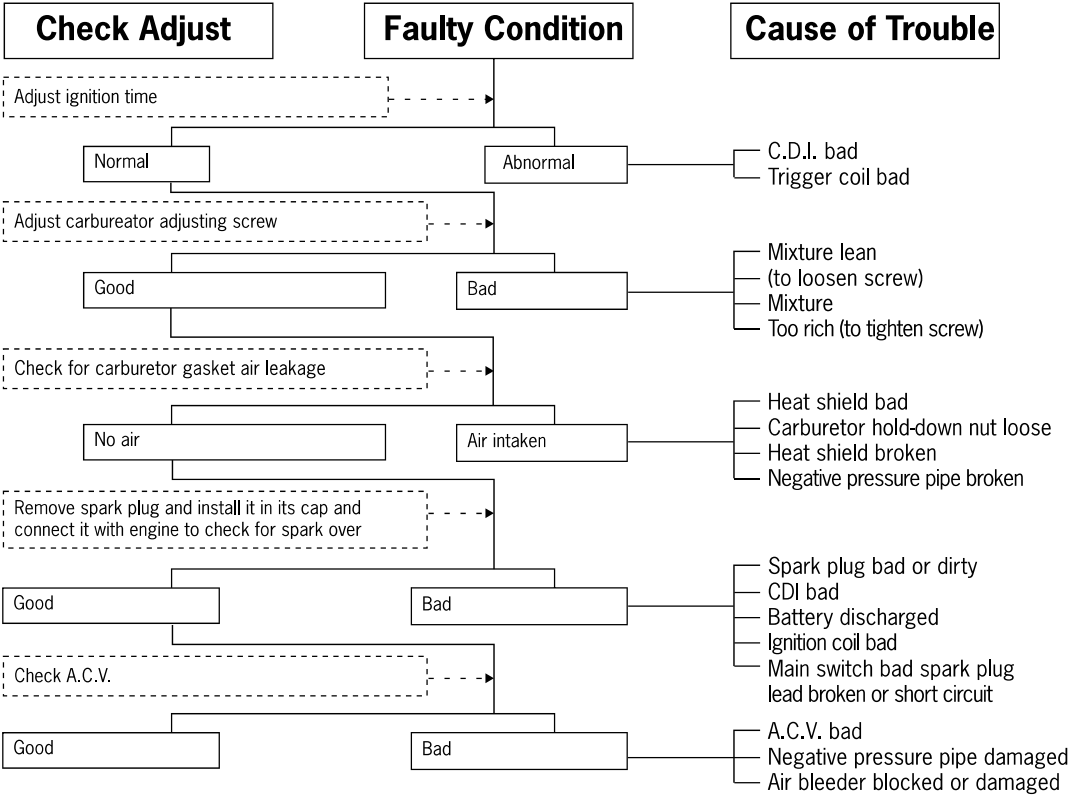 Check Adjust
Faulty Condition
Cause of Trouble
Adjust ignition time
Normal
Abnormal
C.D.I. bad
Trigger coil bad
Adjust carbureator adjusting screw
Good
Bad
Mixture lean
(to loosen screw)
Mixture
Too rich (to tighten screw)
Check for carburetor gasket air leakage
No air
Air intaken
Heat shield bad
Carburetor hold-down nut loose
Heat shield broken
Negative pressure pipe broken
Remove spark plug and install it in its cap and
connect it with engine to check for spark over
Good
Bad
Spark plug bad or dirty
CDI bad
Battery discharged
Ignition coil bad
Main switch bad spark plug
lead broken or short circuit
Check A.C.V.
Good
Bad
A.C.V. bad
Negative pressure pipe damaged
Air bleeder blocked or damaged